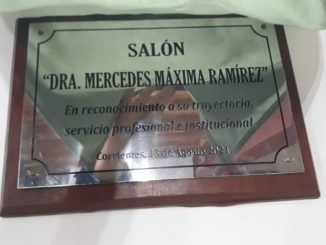 SALÓN
“DRA. MERCEDES MÁXIMA RAMÍREZ”
En reconocimiento a su trayectoria,
servicio profesional e institucional.
Corrientes, 13 de Agosto 2021